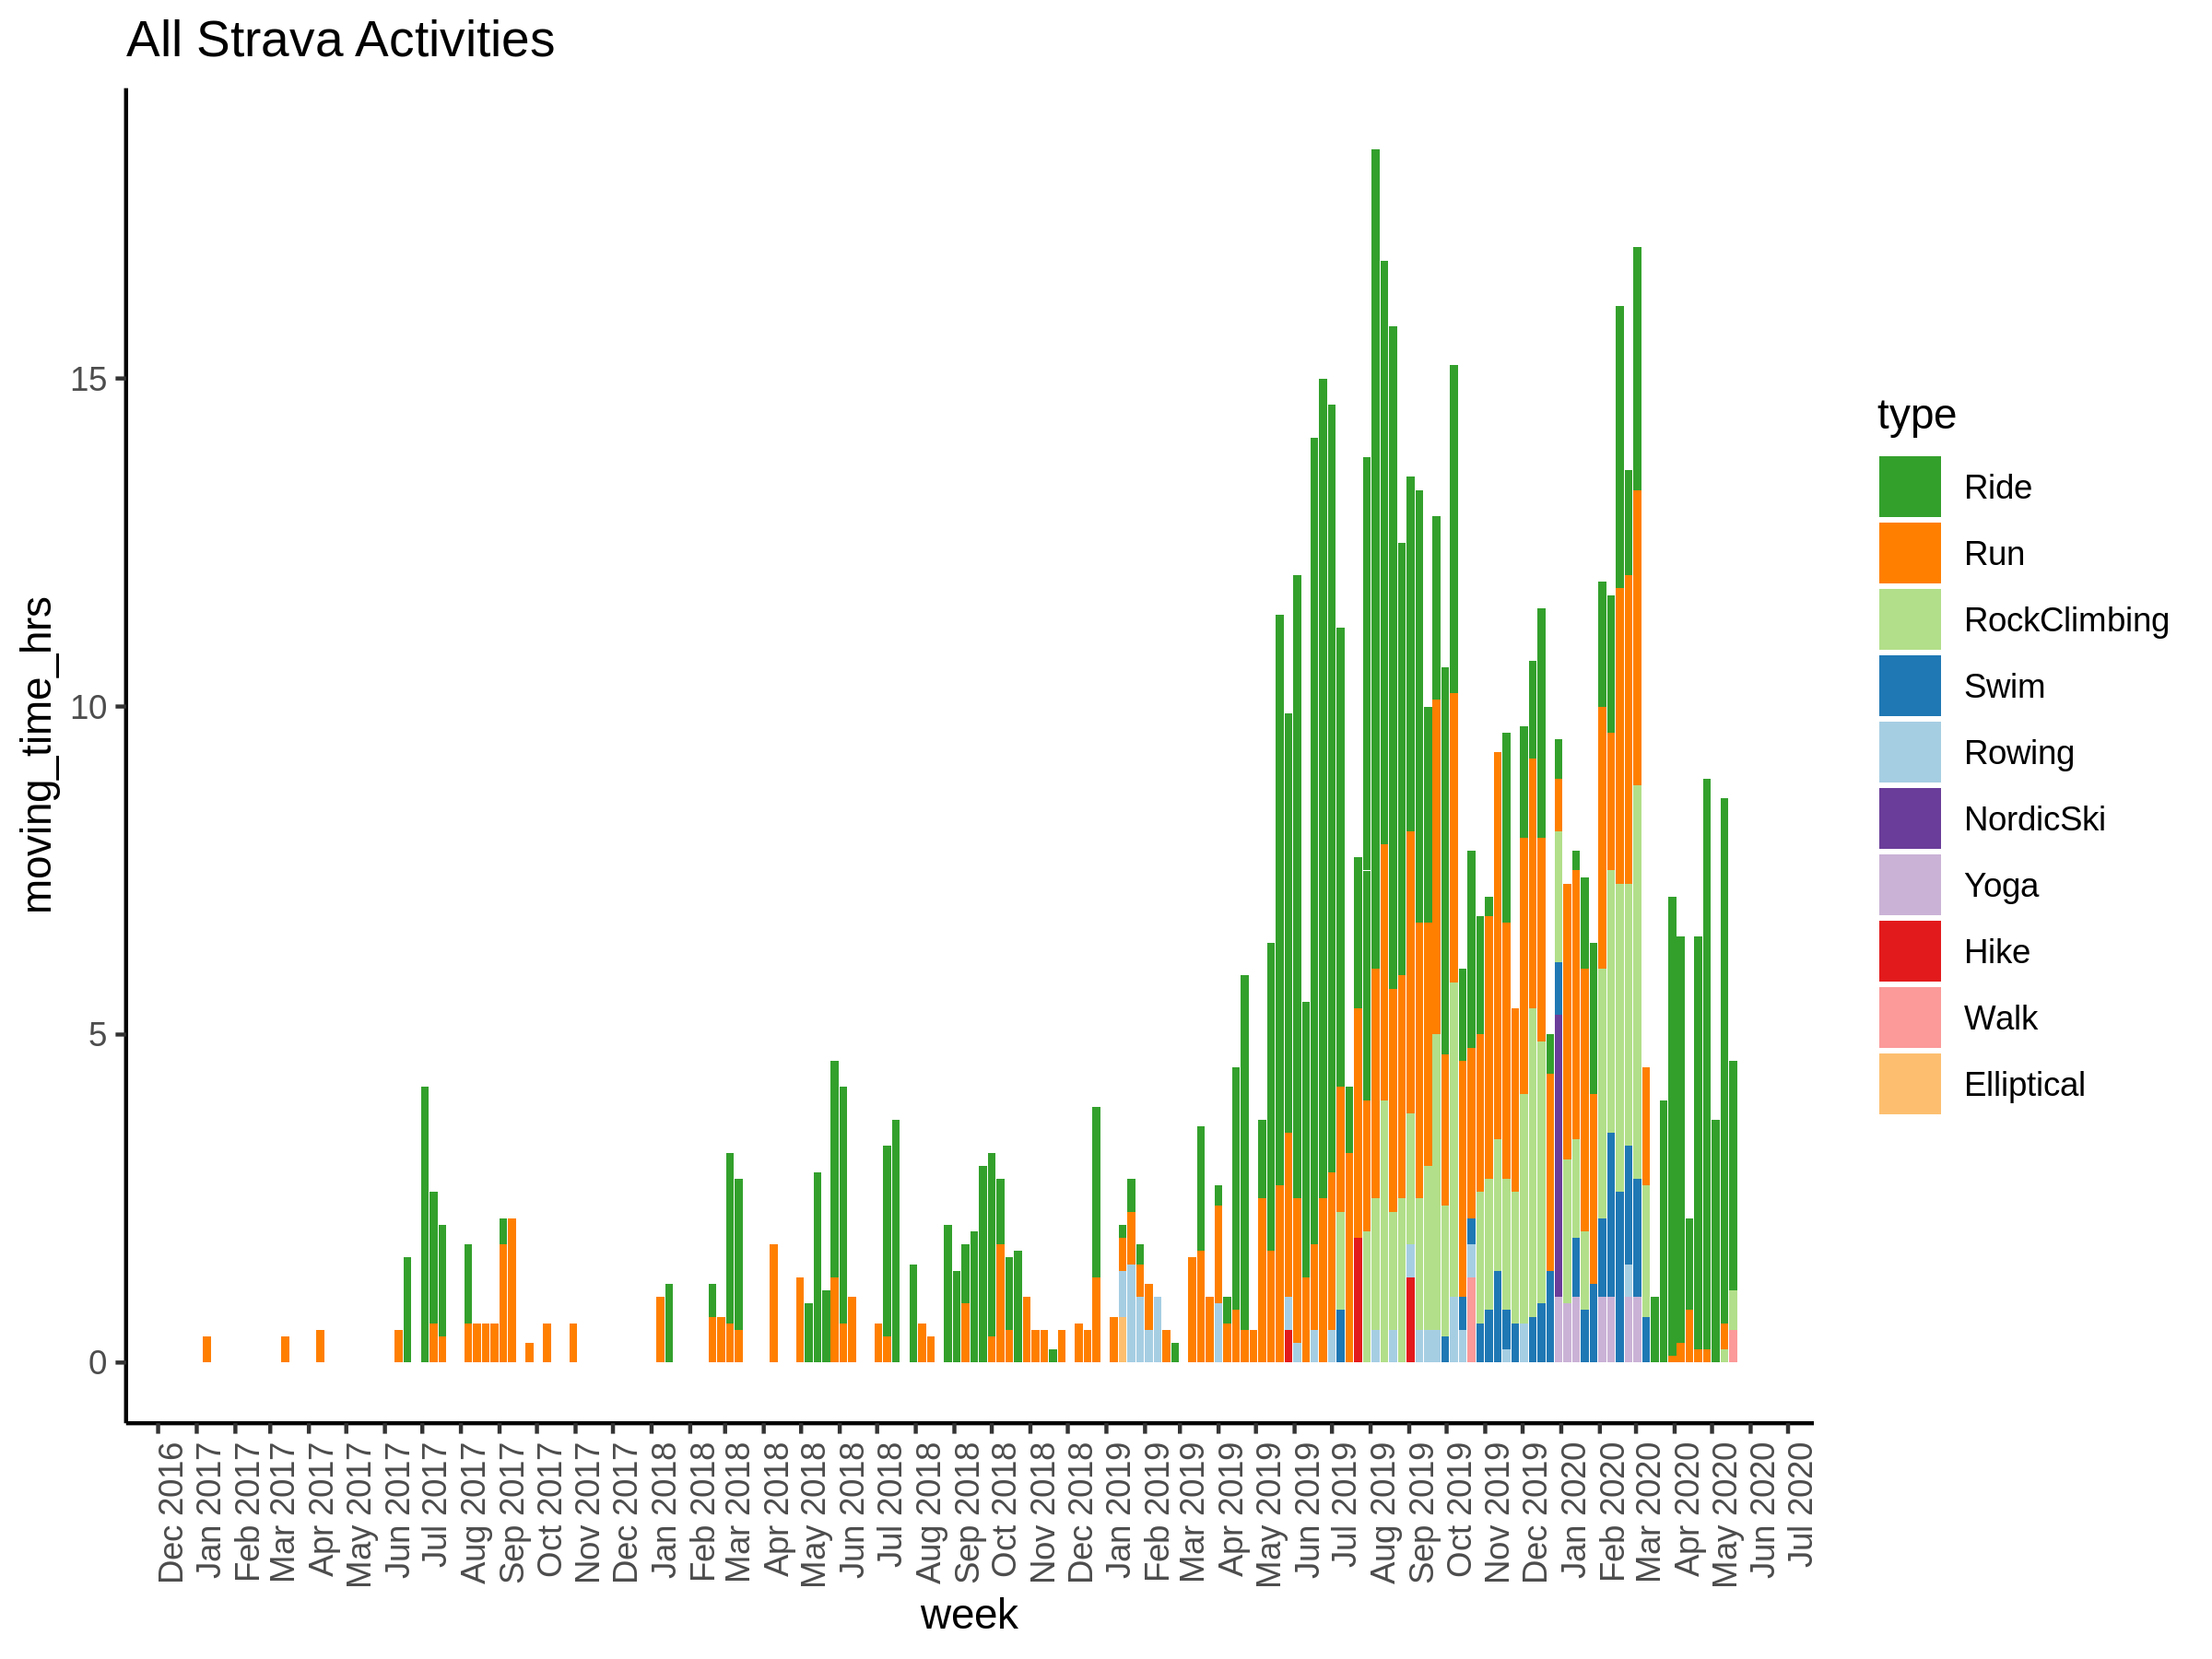 All Strava Activities
moving_time_hrs
15
10
5
0
Dec 2016
Jan 2017
Feb 2017
Mar 2017
Apr 2017
May 2017
Jun 2017
Jul 2017
Aug 2017
Sep 2017
Oct 2017
Nov 2017
Dec 2017
Jan 2018
Feb 2018
Mar 2018
Apr 2018
May 2018
Jun 2018
Jul 2018
Aug 2018
Sep 2018
Oct 2018
Nov 2018
Dec 2018
Jan 2019
Feb 2019
Mar 2019
Apr 2019
May 2019
Jun 2019
Jul 2019
Aug 2019
Sep 2019
Oct 2019
Nov 2019
Dec 2019
Jan 2020
Feb 2020
Mar 2020
Apr 2020
May 2020
Jun 2020
Jul 2020
week
type
Ride
Run
RockClimbing
Swim
Rowing
NordicSki
Yoga
Hike
Walk
Elliptical